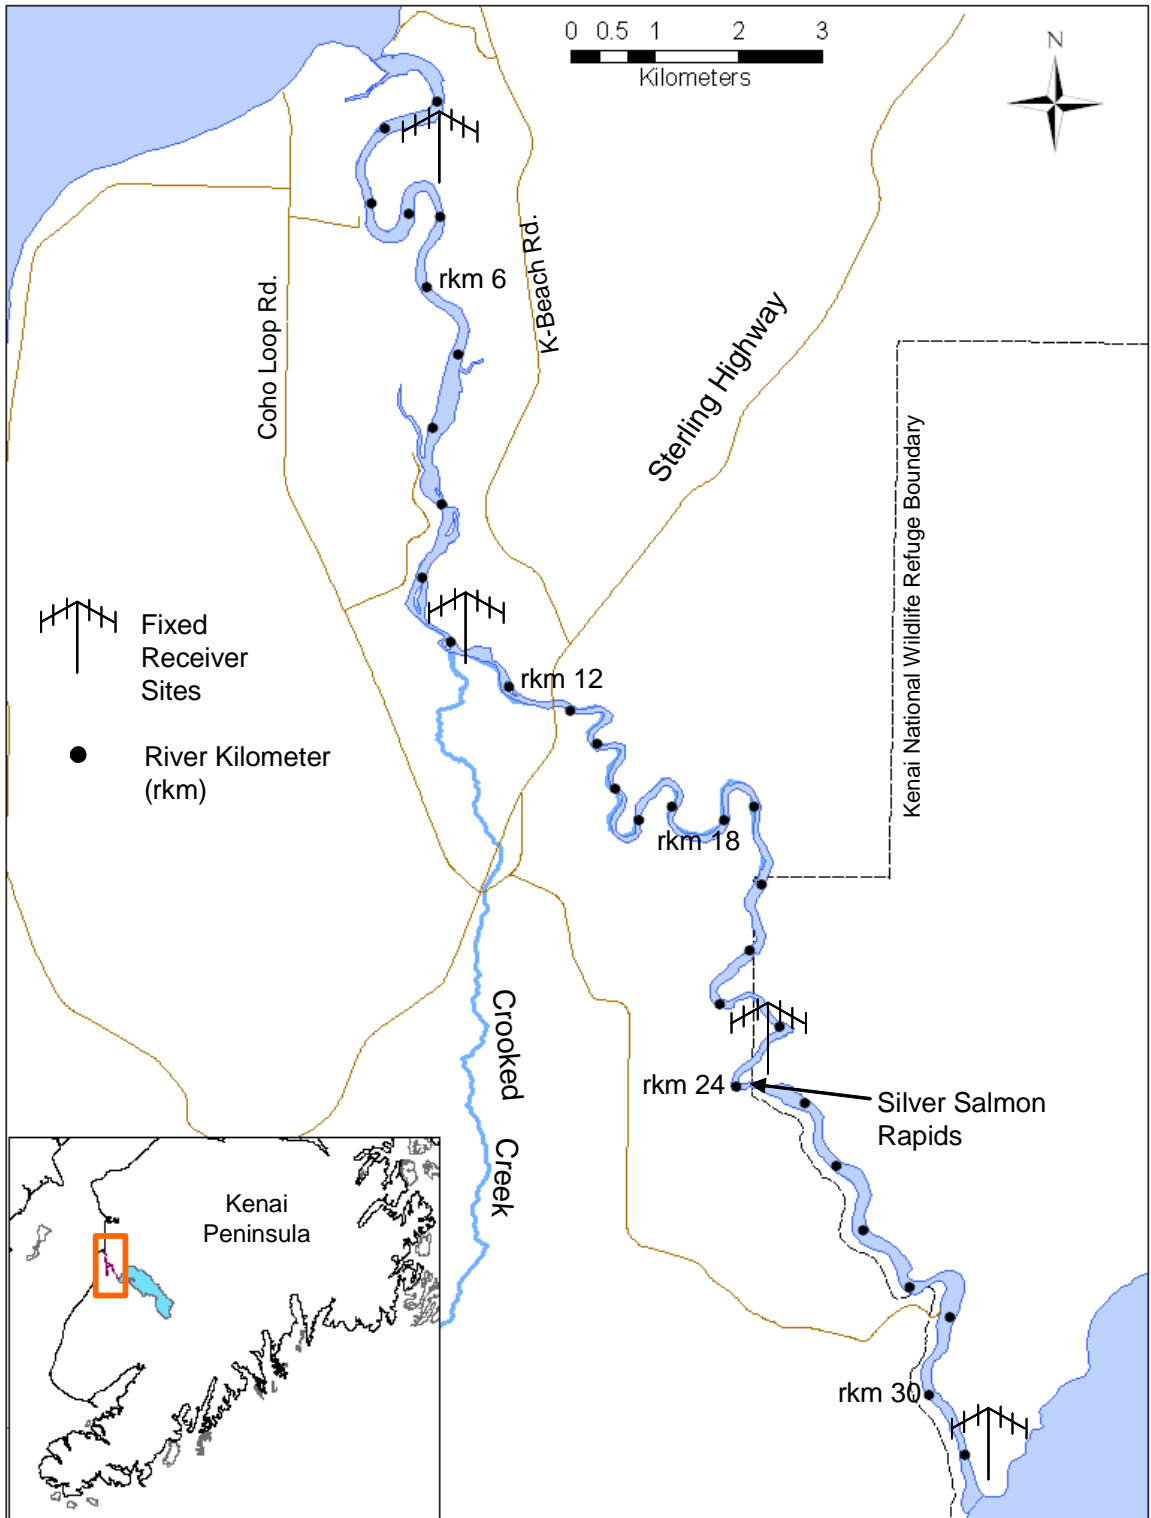 0 0.5 1 2 3
Kilometers
N
rkm 6
K-Beach Rd.
Coho Loop Rd.
Sterling Highway
Kenai National Wildlife Refuge Boundary
Fixed
Receiver
Sites
River Kilometer
(rkm)
rkm 12
rkm 18
Crooked Creek
rkm 24
Silver Salmon
Rapids
Kenai
Peninsula
rkm 30